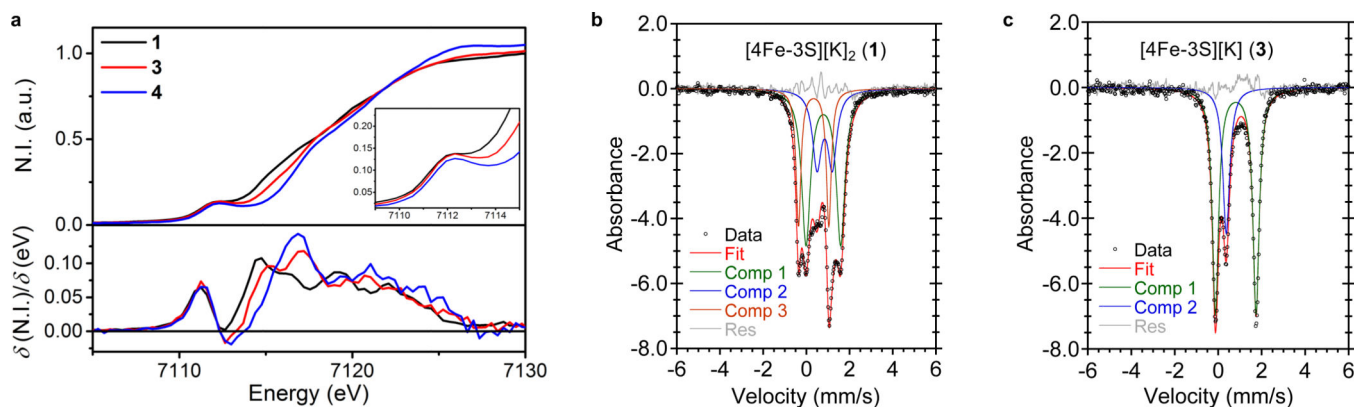 a
N.I. (a.u.)
1.0
0.5
0.0
1
3
4
0.20
0.15
0.10
0.05
7110
7112
7114
δ(N.I.)/δ (eV)
0.10
0.05
0.00
7110
7120
7130
Energy (eV)
b
[4Fe-3S][K]₂ (1)
Absorbance
2.0
0.0
-2.0
-4.0
-6.0
-8.0
Data
Fit
Comp 1
Comp 2
Comp 3
Res
-6 -4 -2 0 2 4 6
Velocity (mm/s)
c
[4Fe-3S][K] (3)
Absorbance
2.0
0.0
-2.0
-4.0
-6.0
-8.0
Data
Fit
Comp 1
Comp 2
Res
-6 -4 -2 0 2 4 6
Velocity (mm/s)